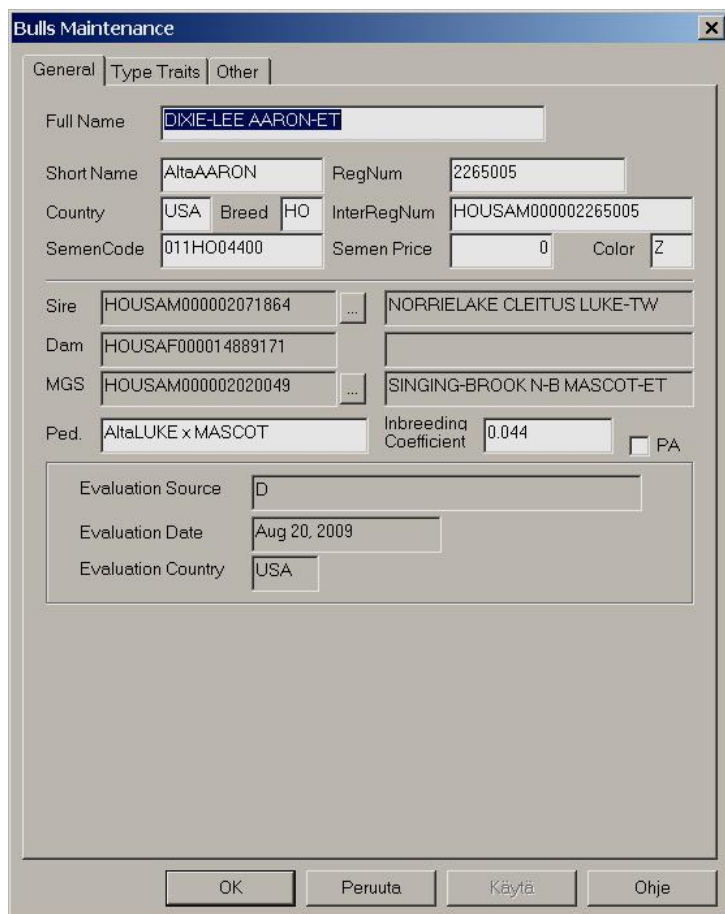 Bulls Maintenance
General Type Traits Other
Full Name DIXIE-LEE AARON-ET
Short Name AltaAARON RegNum 2265005
Country USA Breed HO InterRegNum HOUSAM000002265005
SemenCode 011HO04400 Semen Price 0 Color Z
Sire HOUSAM000002071864 ... NORRIELAKE CLEITUS LUKE-TW
Dam HOUSAF000014889171
MGS HOUSAM000002020049 ... SINGING-BROOK N-B MASCOT-ET
Ped. AltaLUKE x MASCOT Inbreeding Coefficient 0.044 PA
Evaluation Source D
Evaluation Date Aug 20, 2009
Evaluation Country USA
OK Peruuta Käytä Ohje